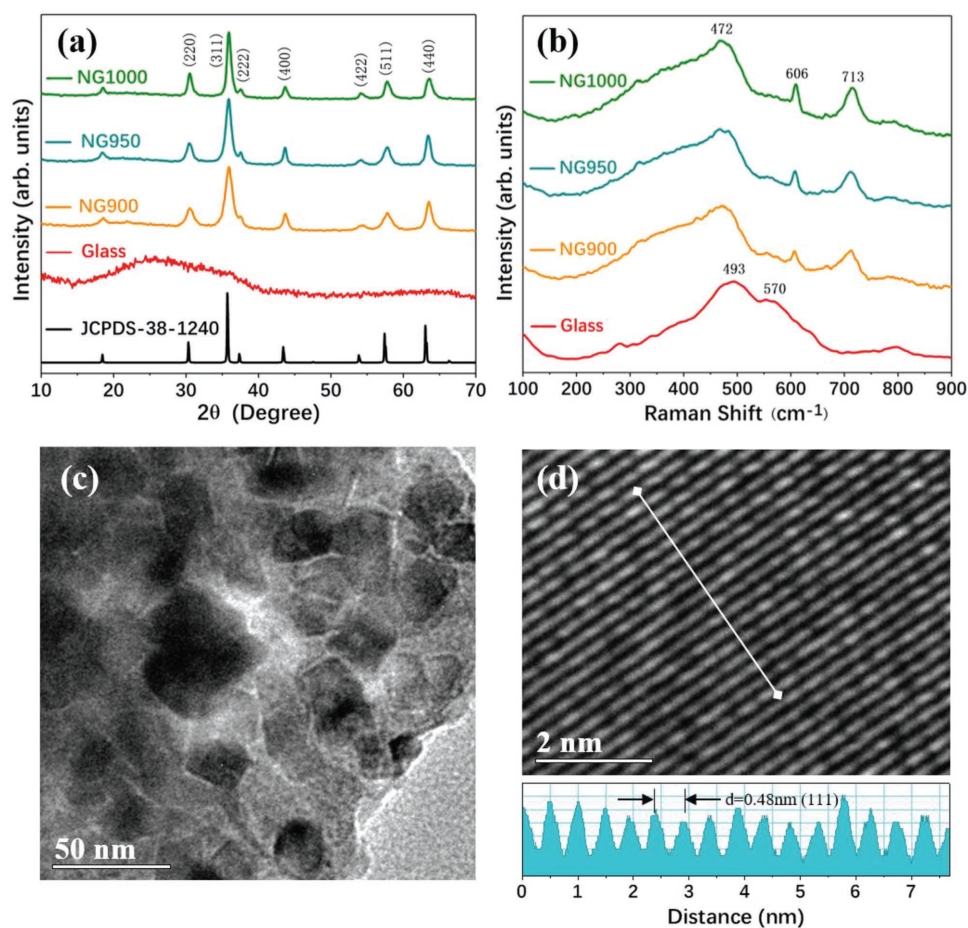 (a)
(220)
(311)
(222)
(400)
(422)
(511)
(440)
NG1000
NG950
NG900
Glass
JCPDS-38-1240
Intensity (arb. units)
10 20 30 40 50 60 70
2θ (Degree)
(b)
472
606
713
NG1000
NG950
NG900
493
570
Glass
Intensity (arb. units)
100 200 300 400 500 600 700 800 900
Raman Shift (cm-1)
(c)
50 nm
(d)
2 nm
d=0.48nm (111)
0 1 2 3 4 5 6 7
Distance (nm)